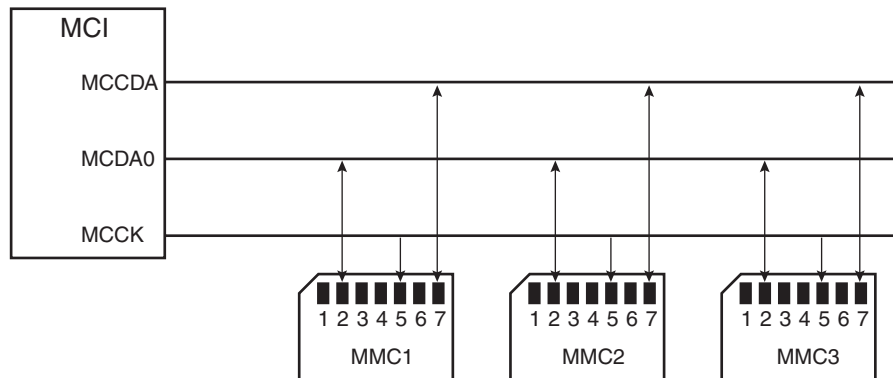 MCI
MCCDA
MCDA0
MCCK
1 2 3 4 5 6 7 1 2 3 4 5 6 7 1 2 3 4 5 6 7
MMC1 MMC2 MMC3